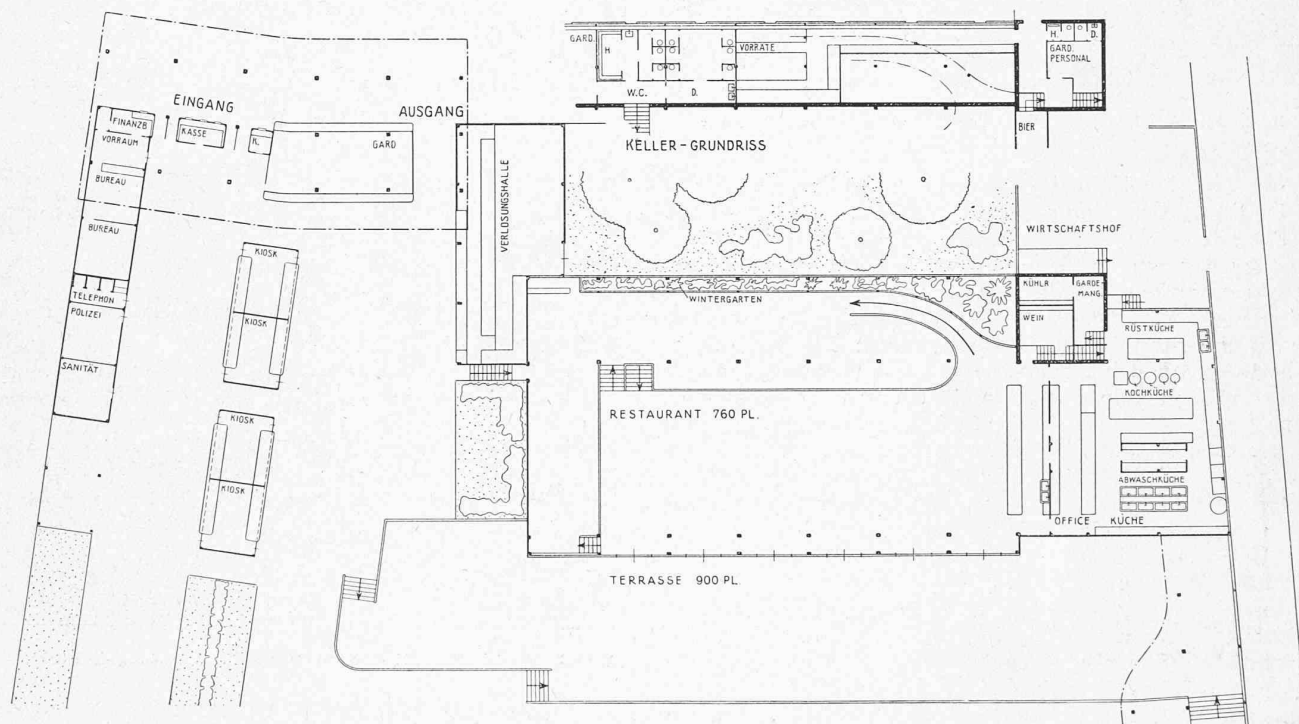 GARD.
H
W.C.
D.
VORRÄTE
H.
D.
GARD.
PERSONAL
BIER
KELLER - GRUNDRISS
EINGANG
AUSGANG
FINANZB
KASSE
K.
GARD
VORRAUM
BUREAU
BUREAU
TELEPHON
POLIZEI
SANITÄT
KIOSK
KIOSK
KIOSK
KIOSK
VERLOSUNGSHALLE
WIRTSCHAFTSHOF
WINTERGARTEN
KÜHLR
GARDE-
MANG.
WEIN
RÜSTKÜCHE
KOCHKÜCHE
RESTAURANT 760 PL.
ABWASCHKÜCHE
OFFICE KÜCHE
TERRASSE 900 PL.